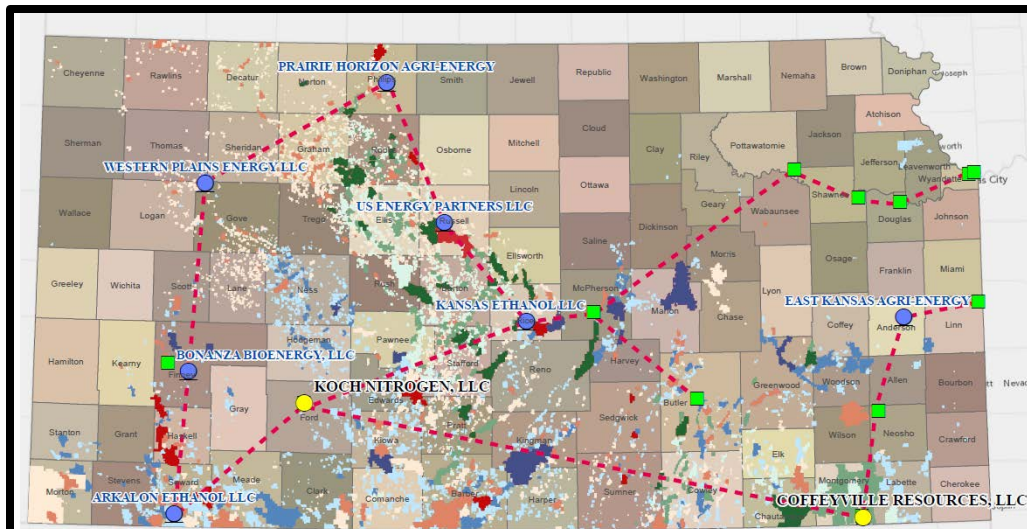 Cheyenne
Rawlins
Decatur
Norton
Smith
Jewell
Republic
Washington
Marshall
Nemaha
Brown
Doniphan
PRAIRIE HORIZON AGRI-ENERGY
Atchison
Sherman
Thomas
Sheridan
Graham
Rooks
Osborne
Mitchell
Cloud
Clay
Riley
Pottawatomie
Jackson
Jefferson
Leavenworth
Wyandotte
WESTERN PLAINS ENERGY LLC
Lincoln
Ottawa
Geary
Wabaunsee
Shawnee
Douglas
Johnson
Wallace
Logan
Gove
Trego
Ellis
US ENERGY PARTNERS LLC
Russell
Saline
Dickinson
Morris
Osage
Franklin
Miami
Ellsworth
Greeley
Wichita
Scott
Lane
Ness
Rush
Barton
McPherson
Marion
Chase
Lyon
Coffey
EAST KANSAS AGRI-ENERGY
Anderson
Linn
KANSAS ETHANOL LLC
Hodgeman
Pawnee
Stafford
Reno
Harvey
Hamilton
Kearny
BONANZA BIOENERGY, LLC
Finney
Gray
KOCH NITROGEN, LLC
Ford
Edwards
Butler
Greenwood
Woodson
Allen
Bourbon
Stanton
Grant
Haskell
Kiowa
Pratt
Kingman
Sedgwick
Elk
Wilson
Neosho
Crawford
Morton
Stevens
Seward
Meade
Clark
Comanche
Barber
Harper
Sumner
Cowley
Montgomery
Labette
Cherokee
ARKALON ETHANOL LLC
Chauta
COFFEYVILLE RESOURCES, LLC